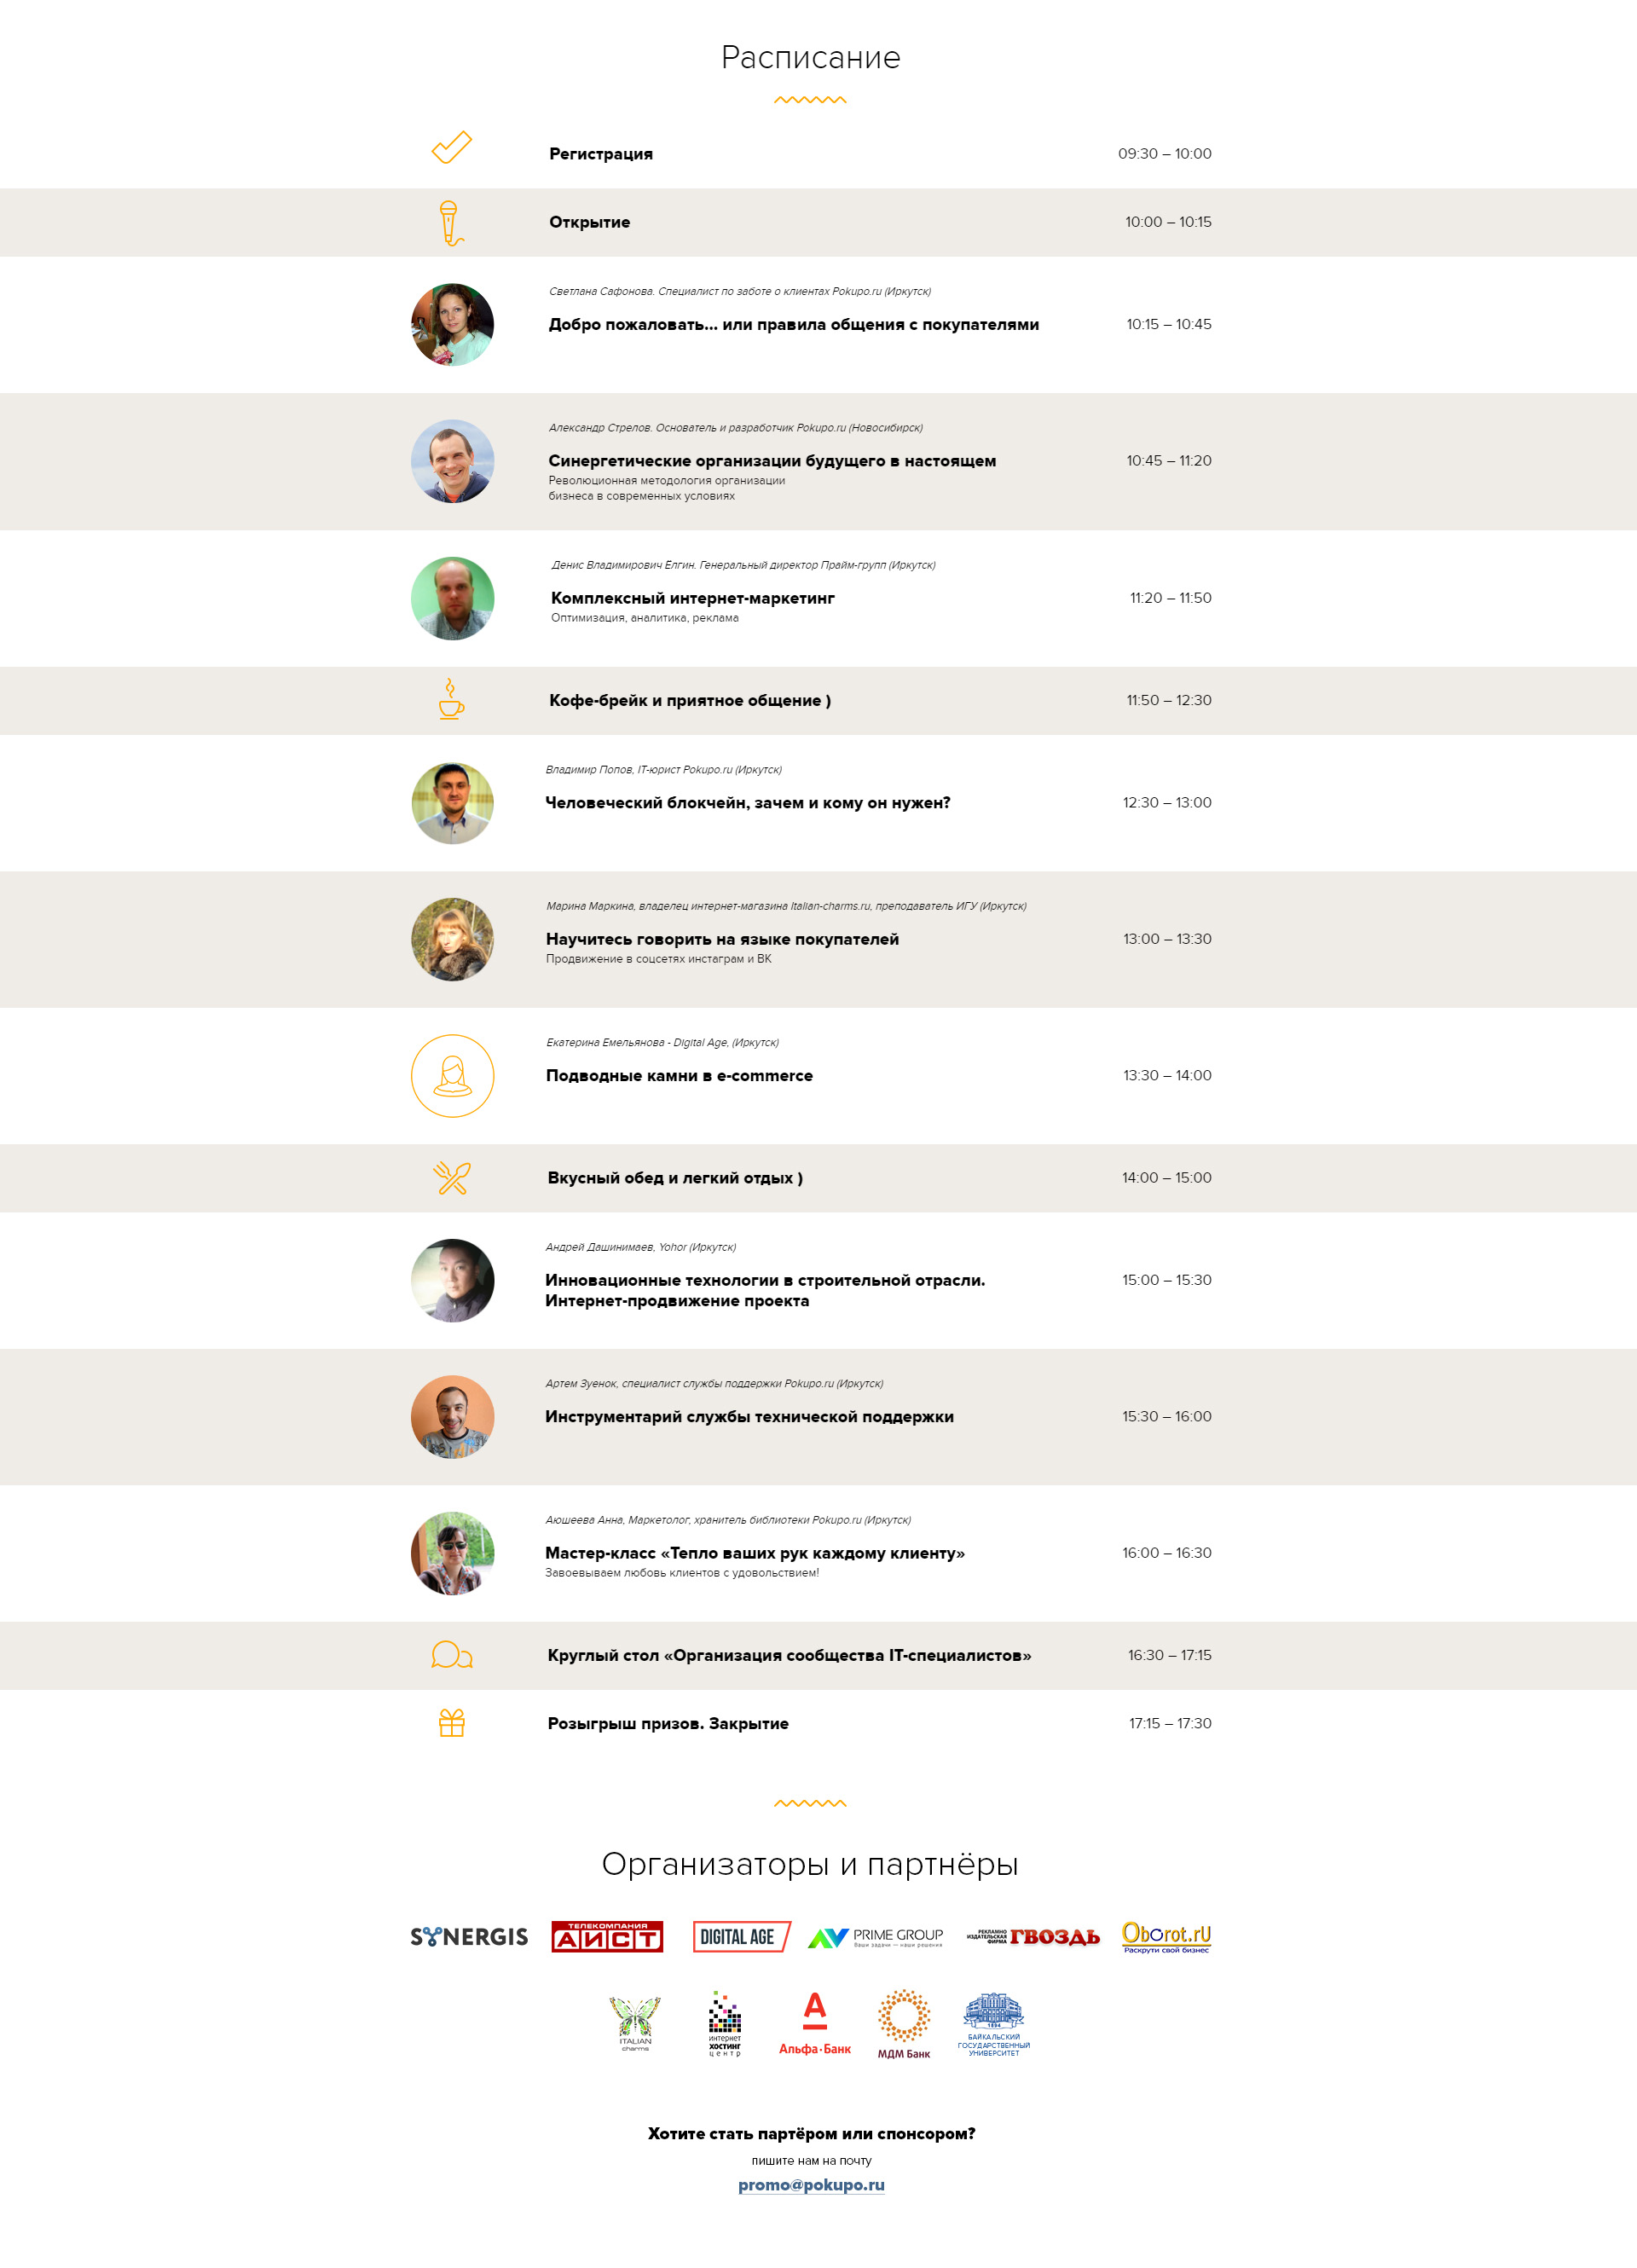 Расписание
Регистрация
09:30 – 10:00
Открытие
10:00 – 10:15
Светлана Сафонова. Специалист по заботе о клиентах Pokupo.ru (Иркутск)
Добро пожаловать... или правила общения с покупателями
10:15 – 10:45
Александр Стрелов. Основатель и разработчик Pokupo.ru (Новосибирск)
Синергетические организации будущего в настоящем
10:45 – 11:20
Революционная методология организации
бизнеса в современных условиях
Денис Владимирович Елгин. Генеральный директор Прайм-групп (Иркутск)
Комплексный интернет-маркетинг
11:20 – 11:50
Оптимизация, аналитика, реклама
Кофе-брейк и приятное общение )
11:50 – 12:30
Владимир Попов, IT-юрист Pokupo.ru (Иркутск)
Человеческий блокчейн, зачем и кому он нужен?
12:30 – 13:00
Марина Маркина, владелец интернет-магазина Italian-charms.ru, преподаватель ИГУ (Иркутск)
Научитесь говорить на языке покупателей
13:00 – 13:30
Продвижение в соцсетях инстаграм и ВК
Екатерина Емельянова - Digital Age, (Иркутск)
Подводные камни в e-commerce
13:30 – 14:00
Вкусный обед и легкий отдых )
14:00 – 15:00
Андрей Дашинимаев, Yohor (Иркутск)
Инновационные технологии в строительной отрасли.
15:00 – 15:30
Интернет-продвижение проекта
Артем Зуенок, специалист службы поддержки Pokupo.ru (Иркутск)
Инструментарий службы технической поддержки
15:30 – 16:00
Аюшеева Анна, Маркетолог, хранитель библиотеки Pokupo.ru (Иркутск)
Мастер-класс «Тепло ваших рук каждому клиенту»
16:00 – 16:30
Завоевываем любовь клиентов с удовольствием!
Круглый стол «Организация сообщества IT-специалистов»
16:30 – 17:15
Розыгрыш призов. Закрытие
17:15 – 17:30
Организаторы и партнёры
SYNERGIS
ТЕЛЕКОМПАНИЯ
АИСТ
DIGITAL AGE
PRIME GROUP
Ваши задачи — наши решения
РЕКЛАМНО
ИЗДАТЕЛЬСКАЯ
ФИРМА
ГВОЗДЬ
Oborot.rU
Раскрути свой бизнес
ITALIAN
charms
интернет
хостинг
центр
Альфа·Банк
МДМ Банк
1894
БАЙКАЛЬСКИЙ
ГОСУДАРСТВЕННЫЙ
УНИВЕРСИТЕТ
Хотите стать партёром или спонсором?
пишите нам на почту
promo@pokupo.ru